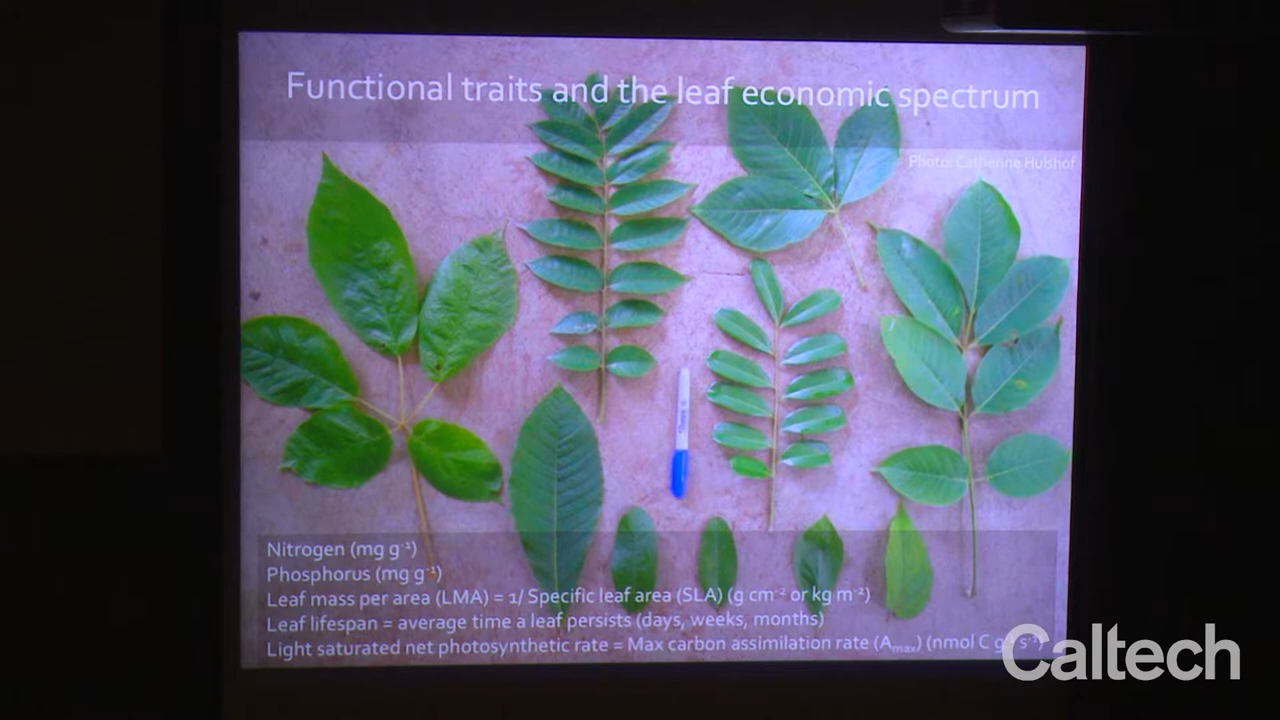 Functional traits and the leaf economic spectrum
Photo: Catherine Hulshof
Nitrogen (mg g⁻¹)
Phosphorus (mg g⁻¹)
Leaf mass per area (LMA) = 1/ Specific leaf area (SLA) (g cm⁻² or kg m⁻²)
Leaf lifespan = average time a leaf persists (days, weeks, months)
Light saturated net photosynthetic rate = Max carbon assimilation rate (Amax) (nmol C g⁻¹ s⁻¹)
Caltech